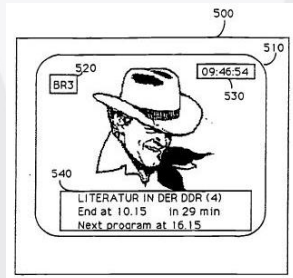 500
510
520
BR3
09:46:54
530
540
LITERATUR IN DER DDR (4)
End at 10.15 in 29 min
Next program at 16.15